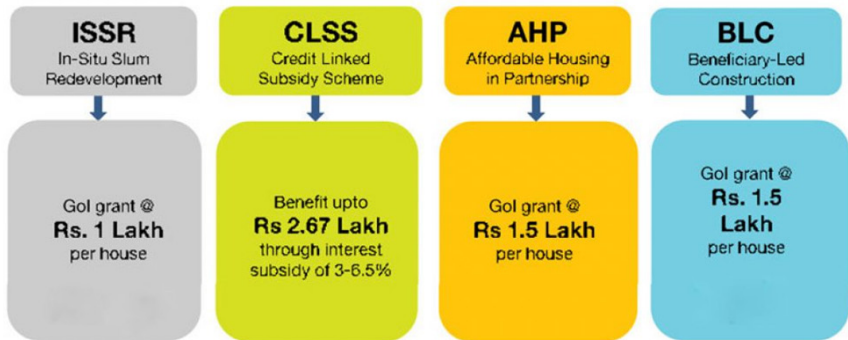 ISSR
In-Situ Slum
Redevelopment
GoI grant @
Rs. 1 Lakh
per house
CLSS
Credit Linked
Subsidy Scheme
Benefit upto
Rs 2.67 Lakh
through interest
subsidy of 3-6.5%
AHP
Affordable Housing
in Partnership
GoI grant @
Rs 1.5 Lakh
per house
BLC
Beneficiary-Led
Construction
GoI grant @
Rs. 1.5
Lakh
per house